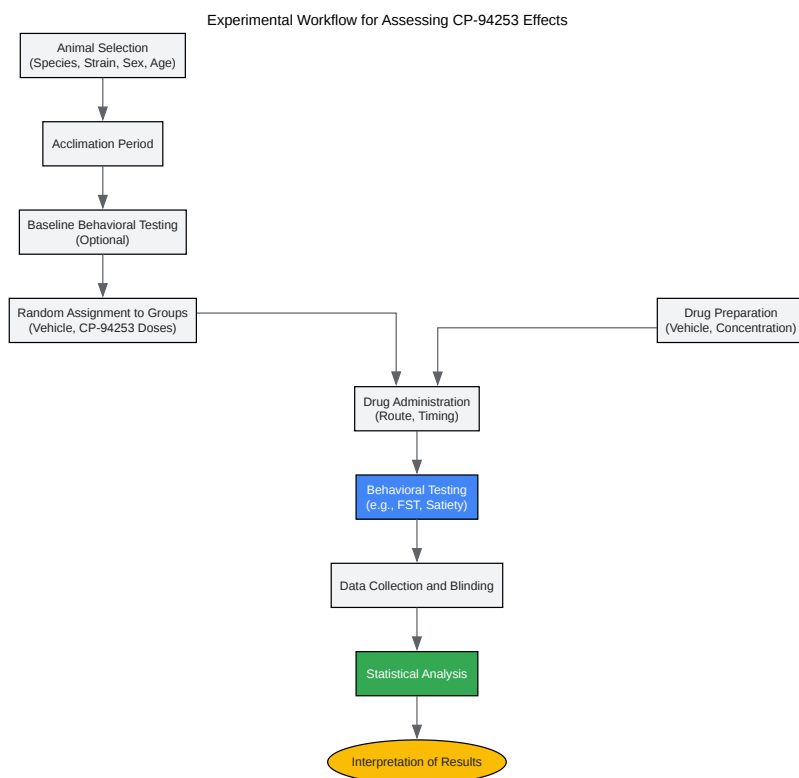 Experimental Workflow for Assessing CP-94253 Effects
Animal Selection
(Species, Strain, Sex, Age)
Acclimation Period
Baseline Behavioral Testing
(Optional)
Random Assignment to Groups
(Vehicle, CP-94253 Doses)
Drug Preparation
(Vehicle, Concentration)
Drug Administration
(Route, Timing)
Behavioral Testing
(e.g., FST, Satiety)
Data Collection and Blinding
Statistical Analysis
Interpretation of Results